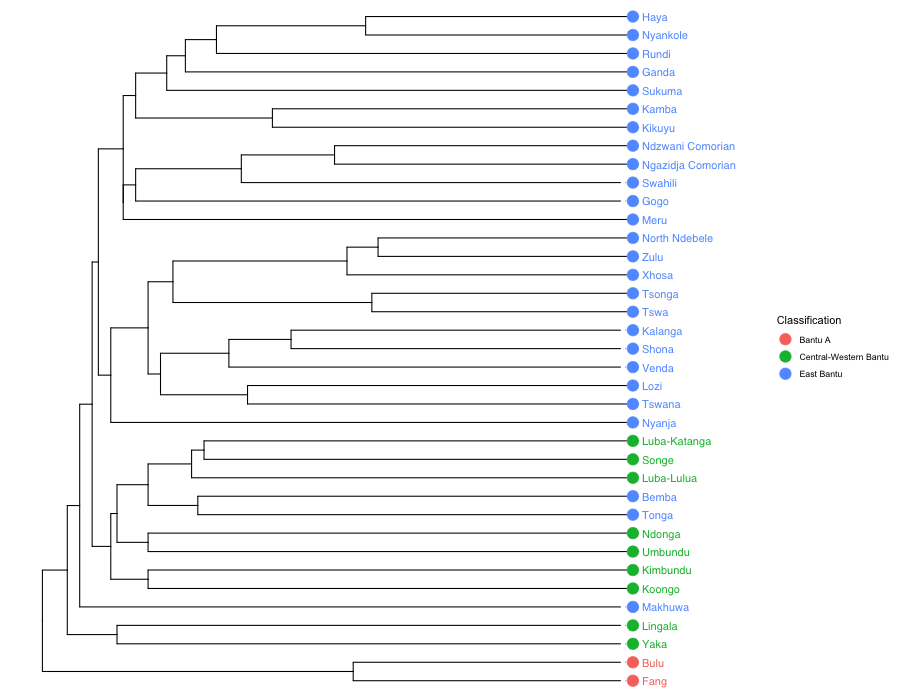 Haya
Nyankole
Rundi
Ganda
Sukuma
Kamba
Kikuyu
Ndzwani Comorian
Ngazidja Comorian
Swahili
Gogo
Meru
North Ndebele
Zulu
Xhosa
Tsonga
Tswa
Kalanga
Shona
Venda
Lozi
Tswana
Nyanja
Luba-Katanga
Songe
Luba-Lulua
Bemba
Tonga
Ndonga
Umbundu
Kimbundu
Koongo
Makhuwa
Lingala
Yaka
Bulu
Fang
Classification
Bantu A
Central-Western Bantu
East Bantu